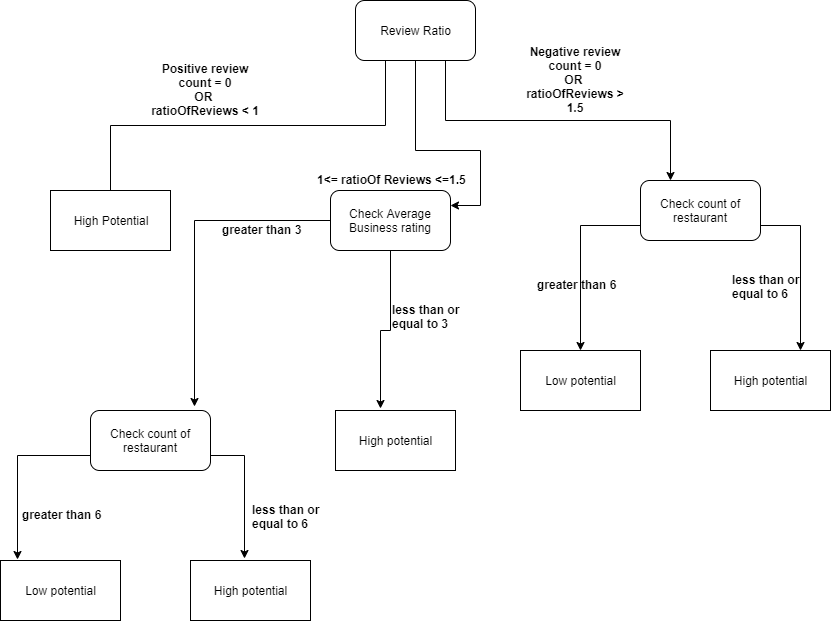 Review Ratio
Positive review
count = 0
OR
ratioOfReviews < 1
Negative review
count = 0
OR
ratioOfReviews >
1.5
1<= ratioOf Reviews <=1.5
High Potential
Check Average
Business rating
Check count of
restaurant
greater than 3
less than or
equal to 3
greater than 6
less than or
equal to 6
Low potential
High potential
Check count of
restaurant
High potential
greater than 6
less than or
equal to 6
Low potential
High potential